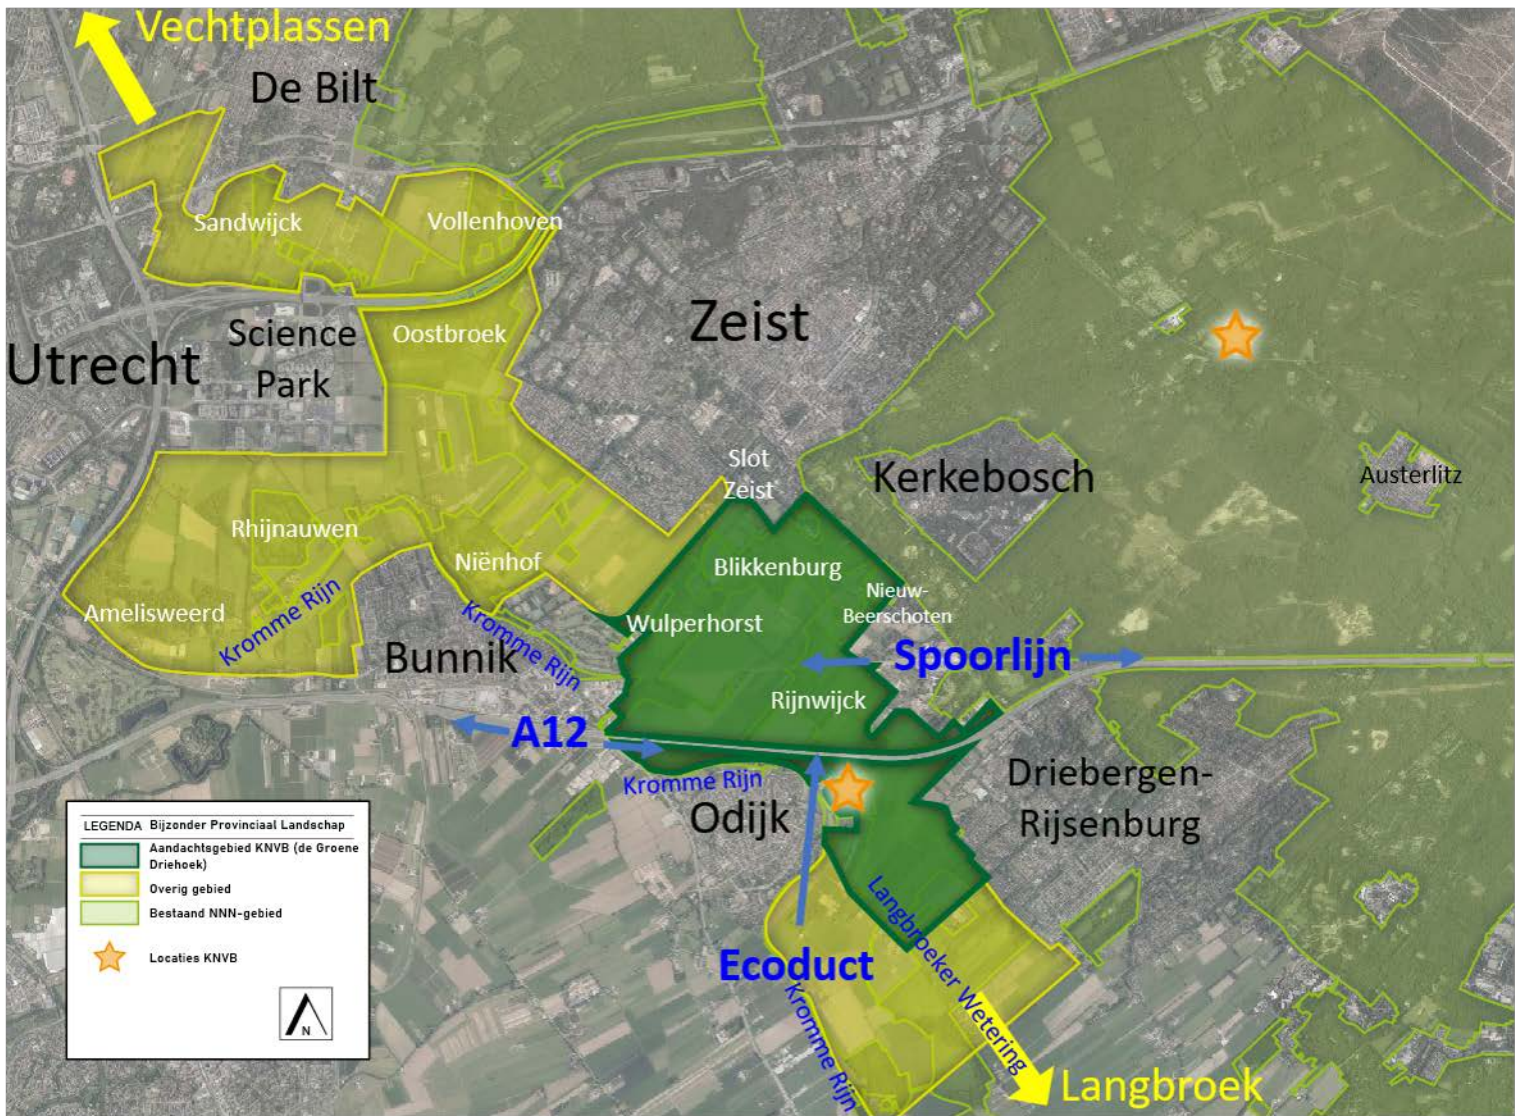 Vechtplassen
De Bilt
Sandwijck
Vollenhoven
Oostbroek
Science
Park
Utrecht
Zeist
Slot
Zeist
Kerkebosch
Austerlitz
Rhijnauwen
Niënhof
Blikkenburg
Nieuw-
Beerschoten
Amelisweerd
Kromme Rijn
Kromme Rijn
Wulperhorst
Bunnik
Spoorlijn
Rijnwijck
A12
Kromme Rijn
Odijk
Driebergen-
Rijsenburg
Langbroeker Wetering
Ecoduct
Kromme Rijn
Langbroek
LEGENDA Bijzonder Provinciaal Landschap
Aandachtsgebied KNVB (de Groene
Driehoek)
Overig gebied
Bestaand NNN-gebied
Locaties KNVB
N